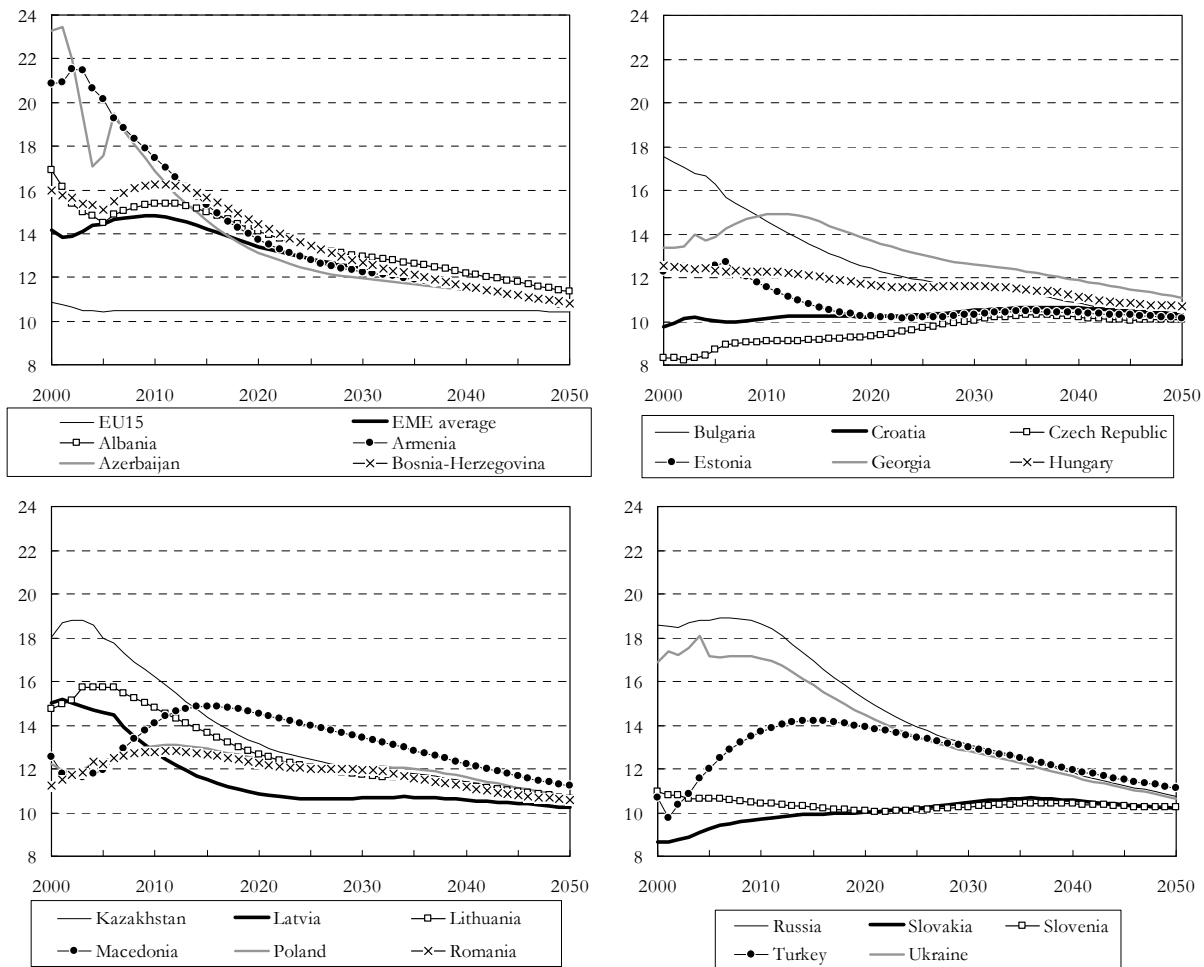 24
22
20
18
16
14
12
10
8
2000 2010 2020 2030 2040 2050
EU15 EME average
Albania Armenia
Azerbaijan Bosnia-Herzegovina
24
22
20
18
16
14
12
10
8
2000 2010 2020 2030 2040 2050
Bulgaria Croatia Czech Republic
Estonia Georgia Hungary
24
22
20
18
16
14
12
10
8
2000 2010 2020 2030 2040 2050
Kazakhstan Latvia Lithuania
Macedonia Poland Romania
24
22
20
18
16
14
12
10
8
2000 2010 2020 2030 2040 2050
Russia Slovakia Slovenia
Turkey Ukraine